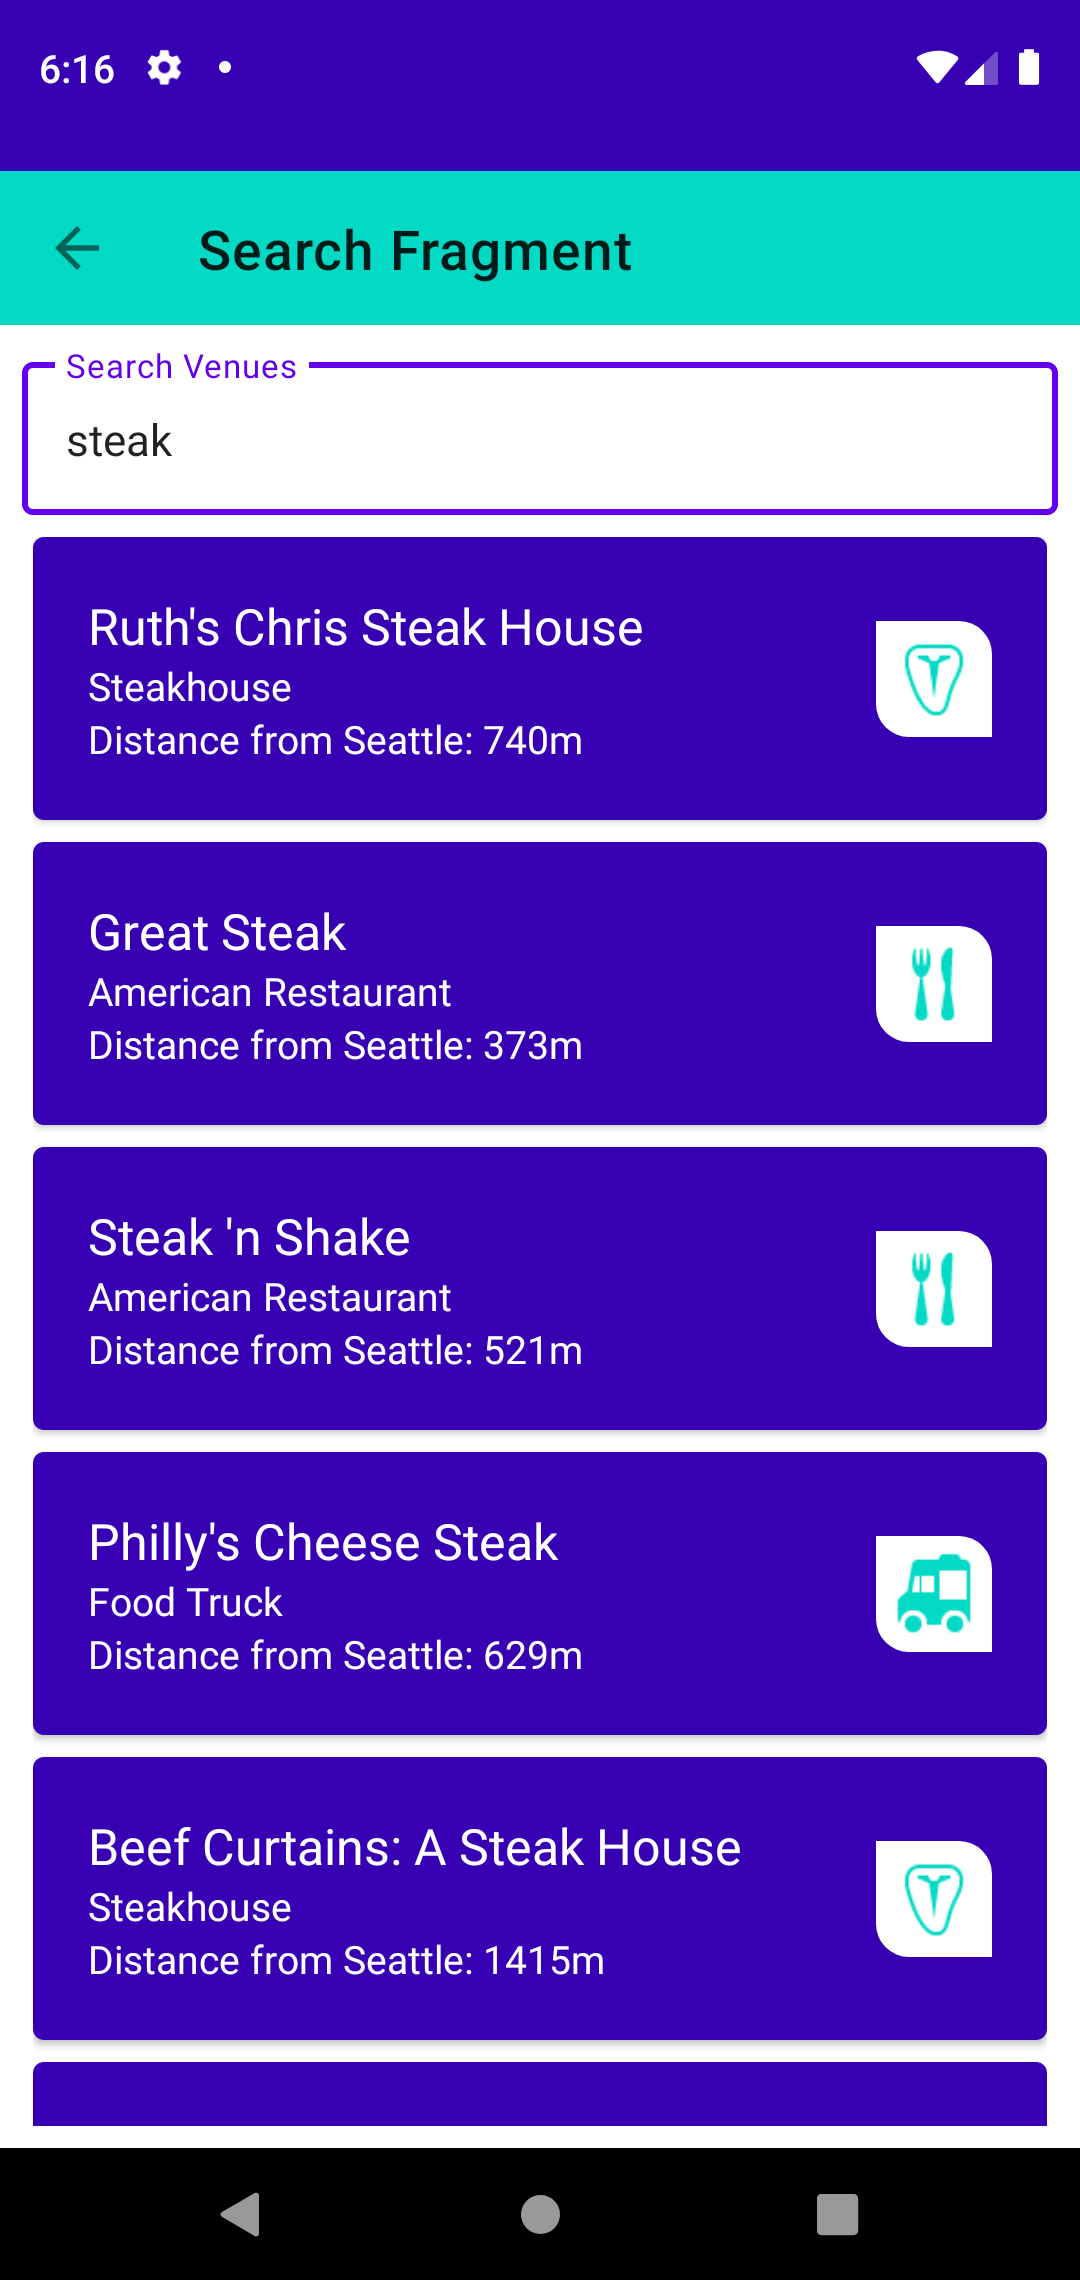 6:16
Search Fragment
Search Venues
steak
Ruth's Chris Steak House
Steakhouse
Distance from Seattle: 740m
Great Steak
American Restaurant
Distance from Seattle: 373m
Steak 'n Shake
American Restaurant
Distance from Seattle: 521m
Philly's Cheese Steak
Food Truck
Distance from Seattle: 629m
Beef Curtains: A Steak House
Steakhouse
Distance from Seattle: 1415m